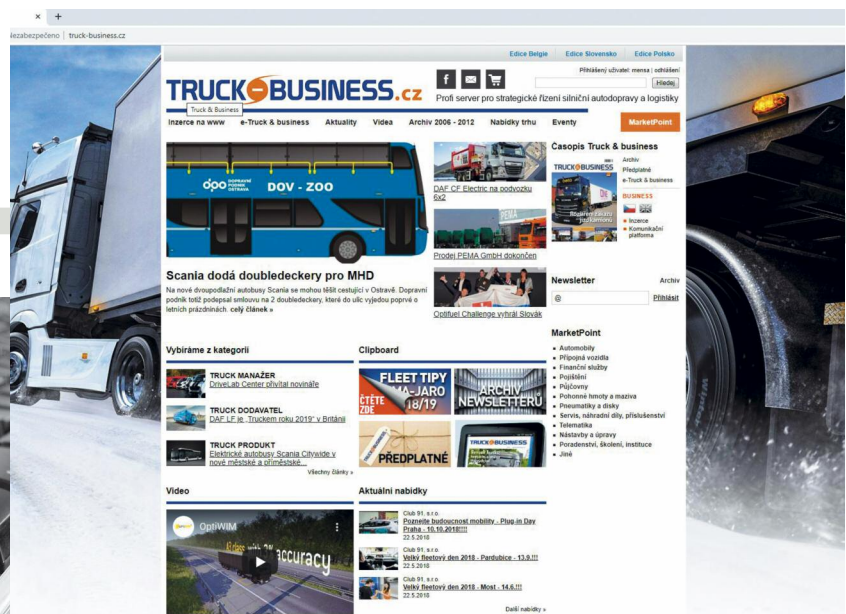 × +
Nezabezpečeno | truck-business.cz
Edice Belgie Edice Slovensko Edice Polsko
Přihlášený uživatel: mensa | odhlášení
Hledej
TRUCK BUSINESS.cz
Profi server pro strategické řízení silniční autodopravy a logistiky
Truck & Business
Inzerce na www e-Truck & business Aktuality Videa Archiv 2006 - 2012 Nabídky trhu Eventy MarketPoint
DOPRAVNÍ PODNIK OSTRAVA
DOV - ZOO
Scania dodá doubledeckery pro MHD
Na nové dvoupodlažní autobusy Scania se mohou těšit cestující v Ostravě. Dopravní
podnik totiž podepsal smlouvu na 2 doubledeckery, které do ulic vyjedou poprvé o
letních prázdninách. celý článek »
DAF CF Electric na podvozku
6x2
PEMA
Prodej PEMA GmbH dokončen
Optifuel Challenge vyhrál Slovák
Časopis Truck & business
TRUCK BUSINESS
Archiv
Předplatné
e-Truck & business
BUSINESS
Inzerce
Komunikační
platforma
Newsletter Archiv
@ Přihlásit
MarketPoint
Automobily
Přípojná vozidla
Finanční služby
Pojištění
Půjčovny
Pohonné hmoty a maziva
Pneumatiky a disky
Servis, náhradní díly, příslušenství
Telematika
Nástavby a úpravy
Poradenství, školení, instituce
Jiné
Vybíráme z kategorií
TRUCK MANAŽER
DriveLab Center přivítal novináře
TRUCK DODAVATEL
DAF LF je „Truckem roku 2019“ v Británii
TRUCK PRODUKT
Elektrické autobusy Scania Citywide v
nové městské a příměstské...
Všechny články »
Clipboard
FLEET TIPY
MA-JARO
18/19
ČTĚTE
ZDE
ARCHIV
NEWSLETTERŮ
PŘEDPLATNÉ
TRUCK BUSINESS
Video
OptiWIM
accuracy
Aktuální nabídky
Club 91, s.r.o.
Poznejte budoucnost mobility - Plug-in Day
Praha - 10.10.2018!!!!
22.5.2018
Club 91, s.r.o.
Velký fleetový den 2018 - Pardubice - 13.9.!!!
22.5.2018
Club 91, s.r.o.
Velký fleetový den 2018 - Most - 14.6.!!!
22.5.2018
Další nabídky »